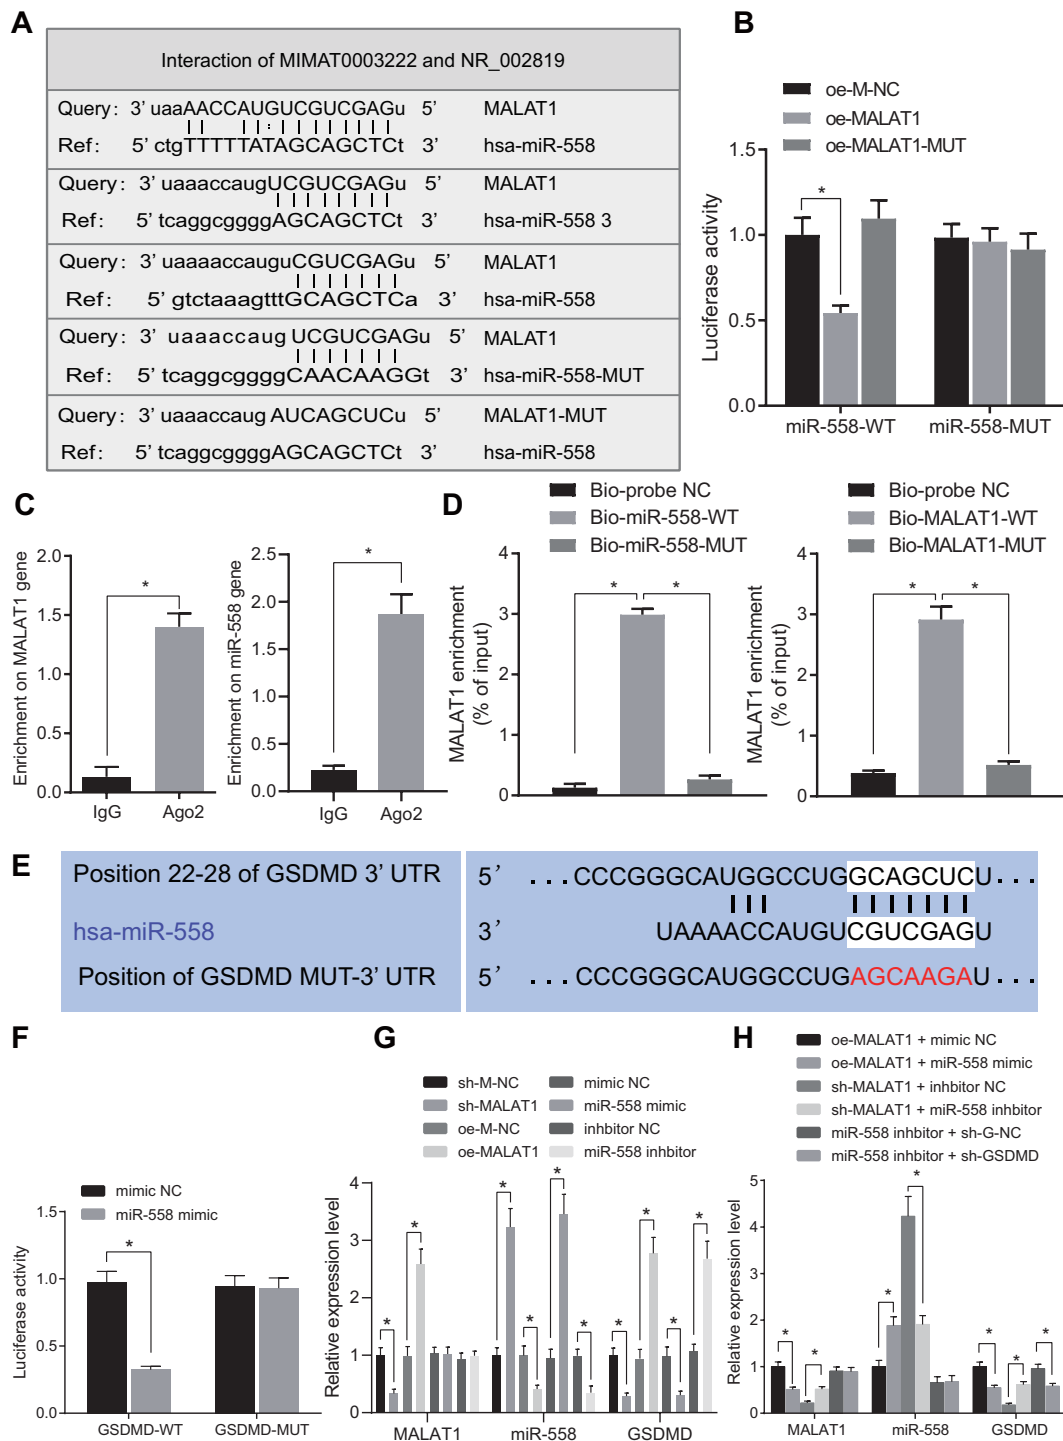 A
Interaction of MIMAT0003222 and NR_002819
Query: 3’ uaaAACCAUGUCGUCGAGu 5’ MALAT1
Ref: 5’ ctgTTTTTATAGCAGCTCt 3’ hsa-miR-558
Query: 3’ uaaaccaugUCGUCGAGu 5’ MALAT1
Ref: 5’ tcaggcggggAGCAGCTCt 3’ hsa-miR-558 3
Query: 3’ uaaaaccauguCGUCGAGu 5’ MALAT1
Ref: 5’ gtctaaagtttGCAGCTCa 3’ hsa-miR-558
Query: 3’ uaaaccaug UCGUCGAGu 5’ MALAT1
Ref: 5’ tcaggcggggCAACAAGGt 3’ hsa-miR-558-MUT
Query: 3’ uaaaccaug AUCAGCUCu 5’ MALAT1-MUT
Ref: 5’ tcaggcggggAGCAGCTCt 3’ hsa-miR-558
B
oe-M-NC
oe-MALAT1
oe-MALAT1-MUT
Luciferase activity
1.5
1.0
0.5
0.0
*
miR-558-WT miR-558-MUT
C
Enrichment on MALAT1 gene
2.0
1.5
1.0
0.5
0.0
*
IgG Ago2
Enrichment on miR-558 gene
2.5
2.0
1.5
1.0
0.5
0.0
*
IgG Ago2
D
Bio-probe NC
Bio-miR-558-WT
Bio-miR-558-MUT
MALAT1 enrichment
(% of input)
4
3
2
1
0
* *
Bio-probe NC
Bio-MALAT1-WT
Bio-MALAT1-MUT
MALAT1 enrichment
(% of input)
4
3
2
1
0
* *
E
Position 22-28 of GSDMD 3’ UTR 5’ ...CCCGGGCAUGGCCUGGCAGCUCU...
hsa-miR-558 3’ UAAAACCAUGUCGUCGAGU
Position of GSDMD MUT-3’ UTR 5’ ...CCCGGGCAUGGCCUGAGCAAGAU...
F
mimic NC
miR-558 mimic
Luciferase activity
1.5
1.0
0.5
0.0
*
GSDMD-WT GSDMD-MUT
G
sh-M-NC mimic NC
sh-MALAT1 miR-558 mimic
oe-M-NC inhbitor NC
oe-MALAT1 miR-558 inhbitor
Relative expression level
4
3
2
1
0
* * * * * * * * * *
MALAT1 miR-558 GSDMD
H
oe-MALAT1 + mimic NC
oe-MALAT1 + miR-558 mimic
sh-MALAT1 + inhbitor NC
sh-MALAT1 + miR-558 inhbitor
miR-558 inhbitor + sh-G-NC
miR-558 inhbitor + sh-GSDMD
Relative expression level
5
4
3
2
1
0
* * * * * * *
MALAT1 miR-558 GSDMD